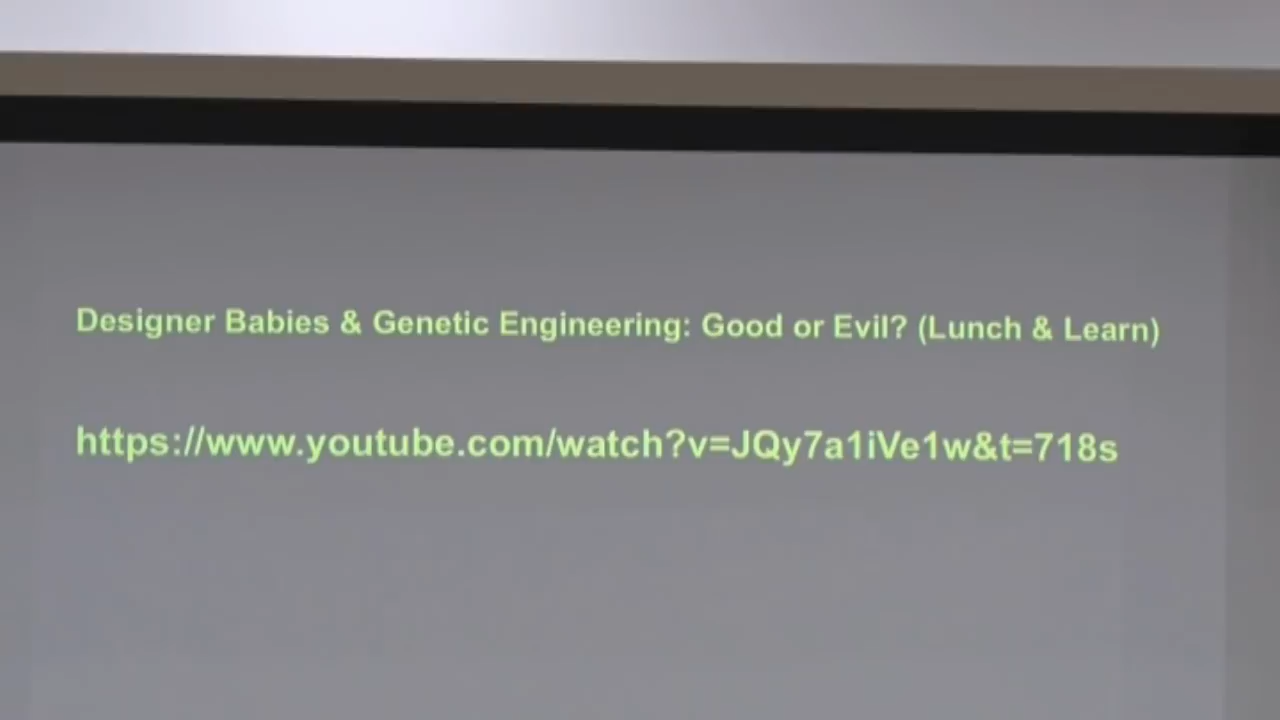 Designer Babies & Genetic Engineering: Good or Evil? (Lunch & Learn)
https://www.youtube.com/watch?v=JQy7a1iVe1w&t=718s